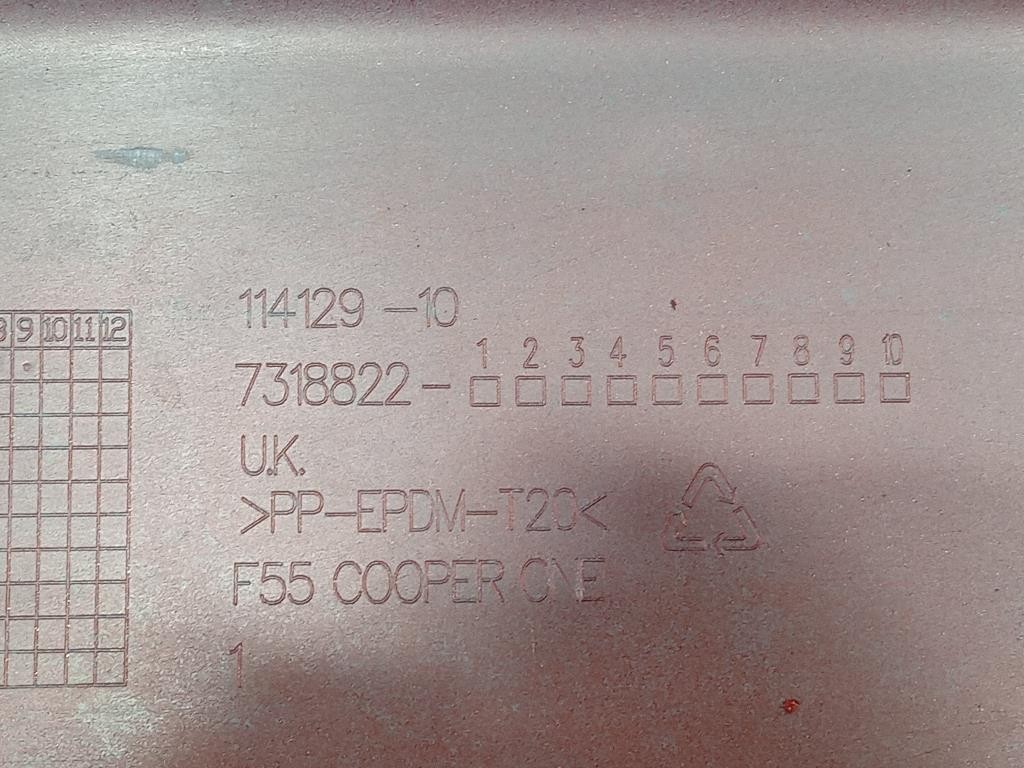 114129 -10
1 2 3 4 5 6 7 8 9 10
7318822 - □ □ □ □ □ □ □ □ □ □
U.K.
>PP-EPDM-T20<
F55 COOPER ONE
1
9 10 11 12